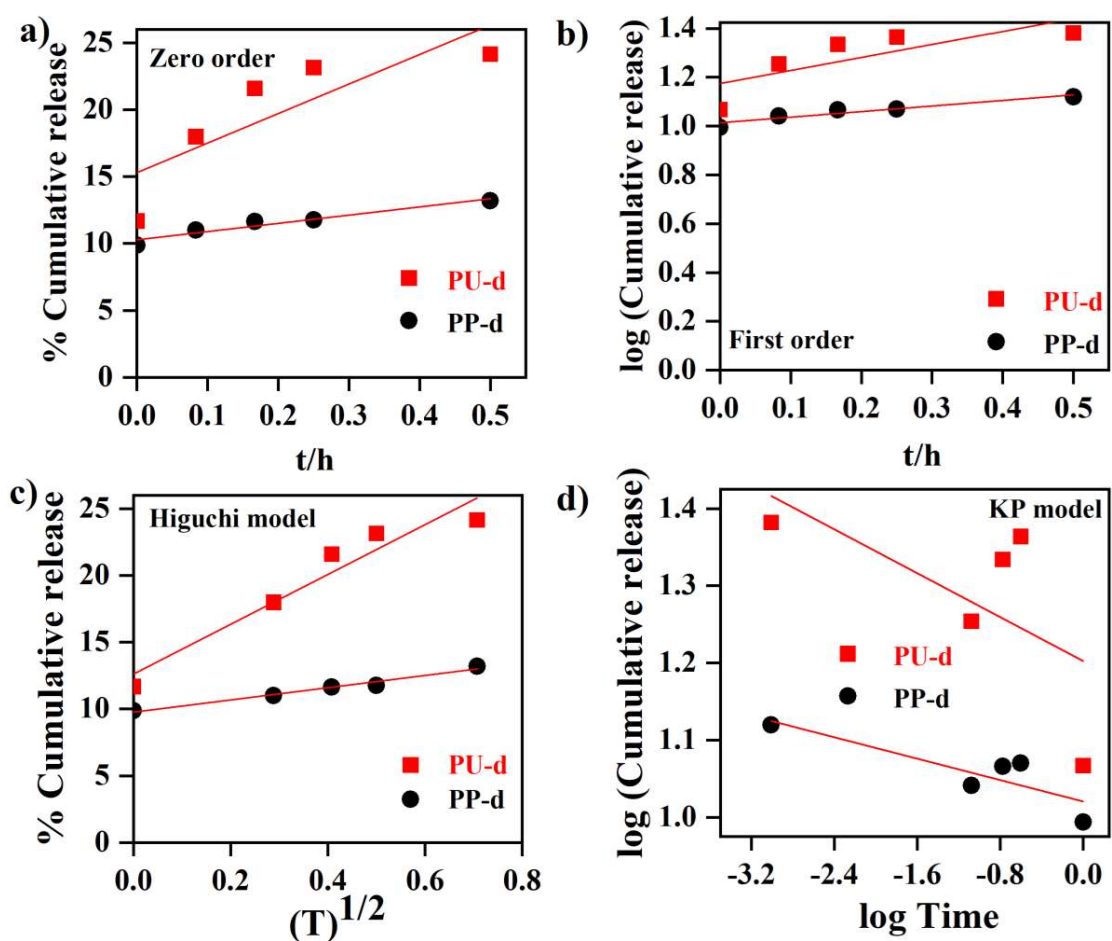 a)
Zero order
25
20
15
10
5
0
% Cumulative release
PU-d
PP-d
0.0 0.1 0.2 0.3 0.4 0.5
t/h
b)
1.4
1.2
1.0
0.8
0.6
0.4
0.2
0.0
log (Cumulative release)
PU-d
PP-d
First order
0.0 0.1 0.2 0.3 0.4 0.5
t/h
c)
Higuchi model
25
20
15
10
5
0
% Cumulative release
PU-d
PP-d
0.0 0.2 0.4 0.6 0.8
(T)1/2
d)
KP model
1.4
1.3
1.2
1.1
1.0
log (Cumulative release)
PU-d
PP-d
-3.2 -2.4 -1.6 -0.8 0.0
log Time